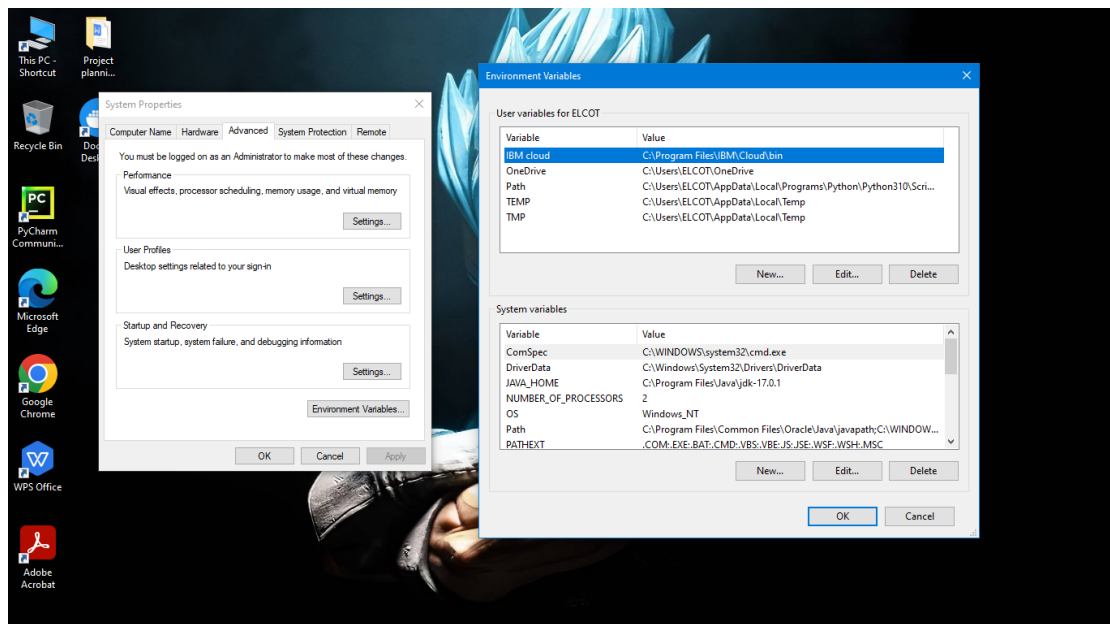 This PC -
Shortcut
Project
planni...
Recycle Bin
Doc
Desl
PC
PyCharm
Communi...
Microsoft
Edge
Google
Chrome
WPS Office
Adobe
Acrobat
System Properties
Computer Name Hardware Advanced System Protection Remote
You must be logged on as an Administrator to make most of these changes.
Performance
Visual effects, processor scheduling, memory usage, and virtual memory
Settings...
User Profiles
Desktop settings related to your sign-in
Settings...
Startup and Recovery
System startup, system failure, and debugging information
Settings...
Environment Variables...
OK Cancel Apply
Environment Variables
User variables for ELCOT
Variable Value
IBM cloud C:\Program Files\IBM\Cloud\bin
OneDrive C:\Users\ELCOT\OneDrive
Path C:\Users\ELCOT\AppData\Local\Programs\Python\Python310\Scri...
TEMP C:\Users\ELCOT\AppData\Local\Temp
TMP C:\Users\ELCOT\AppData\Local\Temp
New... Edit... Delete
System variables
Variable Value
ComSpec C:\WINDOWS\system32\cmd.exe
DriverData C:\Windows\System32\Drivers\DriverData
JAVA_HOME C:\Program Files\Java\jdk-17.0.1
NUMBER_OF_PROCESSORS 2
OS Windows_NT
Path C:\Program Files\Common Files\Oracle\Java\javapath;C:\WINDOW...
PATHEXT .COM;.EXE;.BAT;.CMD;.VBS;.VBE;.JS;.JSE;.WSF;.WSH;.MSC
New... Edit... Delete
OK Cancel